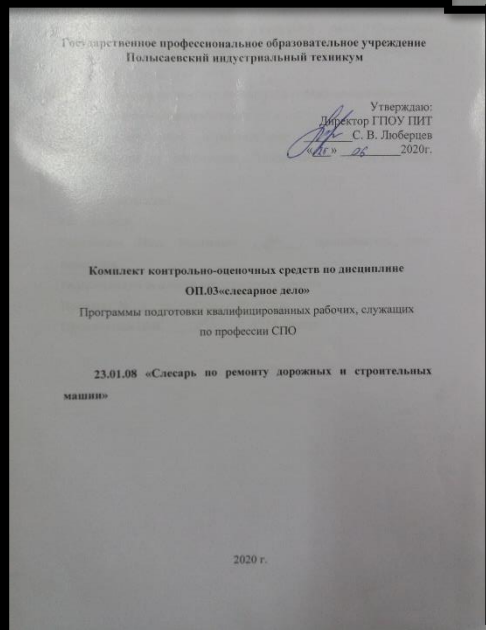 Государственное профессиональное образовательное учреждение
Полысаевский индустриальный техникум
Утверждаю:
Директор ГПОУ ПИТ
С. В. Люберцев
« » 06 2020г.
Комплект контрольно-оценочных средств по дисциплине
ОП.03«слесарное дело»
Программы подготовки квалифицированных рабочих, служащих
по профессии СПО
23.01.08 «Слесарь по ремонту дорожных и строительных
машин»
2020 г.